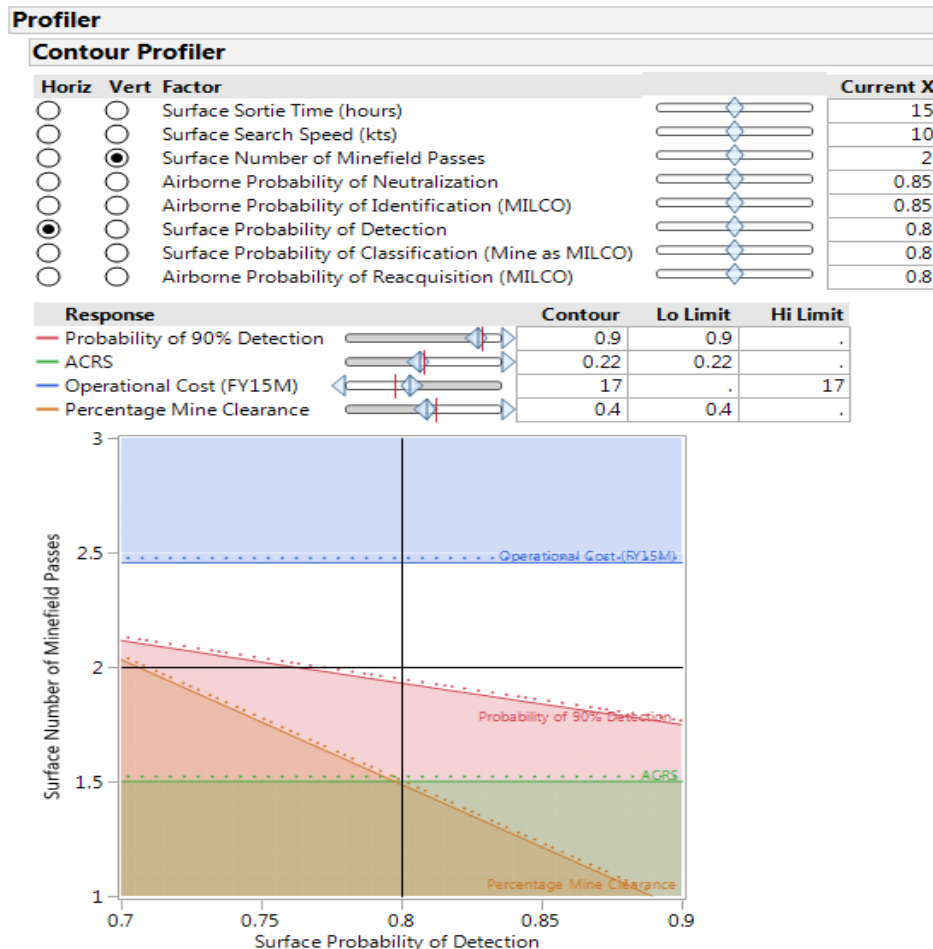 Profiler
Contour Profiler
Horiz Vert Factor Current X
Surface Sortie Time (hours) 15
Surface Search Speed (kts) 10
Surface Number of Minefield Passes 2
Airborne Probability of Neutralization 0.85
Airborne Probability of Identification (MILCO) 0.85
Surface Probability of Detection 0.8
Surface Probability of Classification (Mine as MILCO) 0.8
Airborne Probability of Reacquisition (MILCO) 0.8
Response Contour Lo Limit Hi Limit
Probability of 90% Detection 0.9 0.9 .
ACRS 0.22 0.22 .
Operational Cost (FY15M) 17 . 17
Percentage Mine Clearance 0.4 0.4 .
3
Operational Cost (FY15M)
2.5
Surface Number of Minefield Passes
2
Probability of 90% Detection
ACRS
1.5
Percentage Mine Clearance
1
0.7 0.75 0.8 0.85 0.9
Surface Probability of Detection